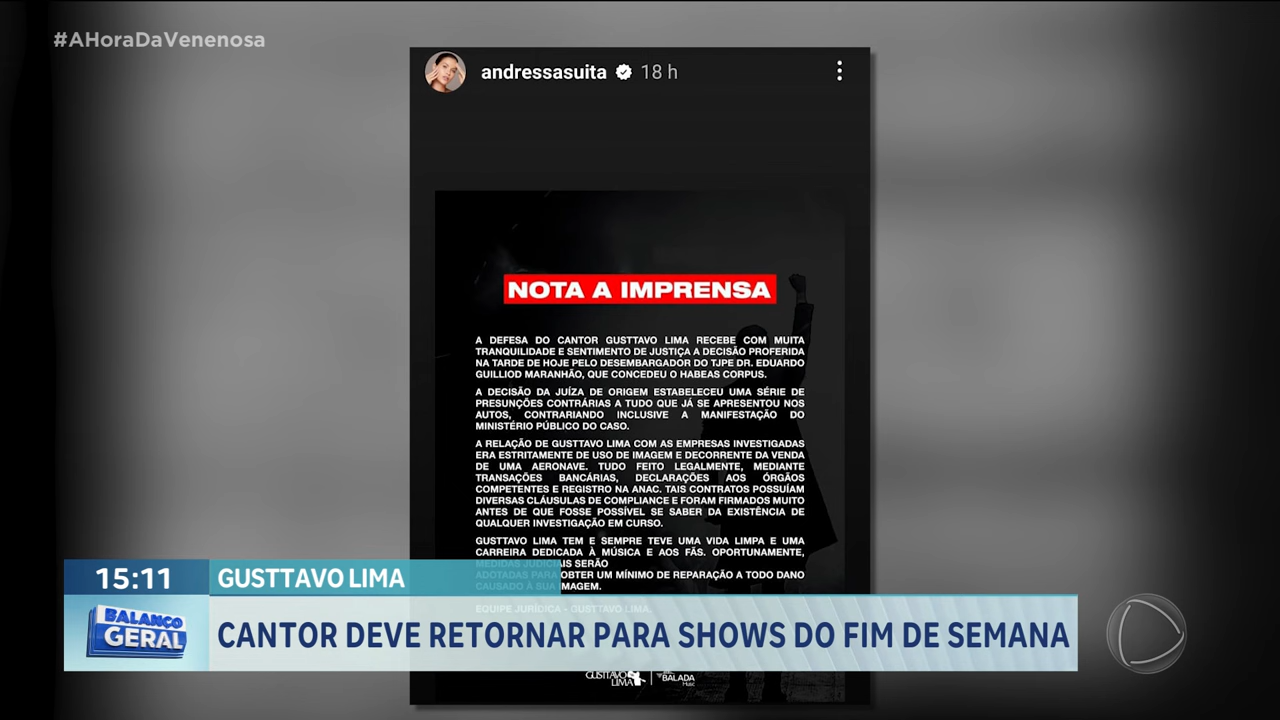 #AHoraDaVenenosa
andressasuita 18 h
NOTA A IMPRENSA
A DEFESA DO CANTOR GUSTTAVO LIMA RECEBE COM MUITA
TRANQUILIDADE E SENTIMENTO DE JUSTIÇA A DECISÃO PROFERIDA
NA TARDE DE HOJE PELO DESEMBARGADOR DO TJPE DR. EDUARDO
GUILLIOD MARANHÃO, QUE CONCEDEU O HABEAS CORPUS.
A DECISÃO DA JUÍZA DE ORIGEM ESTABELECEU UMA SÉRIE DE
PRESUNÇÕES CONTRÁRIAS A TUDO QUE JÁ SE APRESENTOU NOS
AUTOS, CONTRARIANDO INCLUSIVE A MANIFESTAÇÃO DO
MINISTÉRIO PÚBLICO DO CASO.
A RELAÇÃO DE GUSTTAVO LIMA COM AS EMPRESAS INVESTIGADAS
ERA ESTRITAMENTE DE USO DE IMAGEM E DECORRENTE DA VENDA
DE UMA AERONAVE. TUDO FEITO LEGALMENTE, MEDIANTE
TRANSAÇÕES BANCÁRIAS, DECLARAÇÕES AOS ÓRGÃOS
COMPETENTES E REGISTRO NA ANAC. TAIS CONTRATOS POSSUÍAM
DIVERSAS CLÁUSULAS DE COMPLIANCE E FORAM FIRMADOS MUITO
ANTES DE QUE FOSSE POSSÍVEL SE SABER DA EXISTÊNCIA DE
QUALQUER INVESTIGAÇÃO EM CURSO.
GUSTTAVO LIMA TEM E SEMPRE TEVE UMA VIDA LIMPA E UMA
CARREIRA DEDICADA À MÚSICA E AOS FÃS. OPORTUNAMENTE,
MEDIDAS JUDICIAIS SERÃO
ADOTADAS PARA OBTER UM MÍNIMO DE REPARAÇÃO A TODO DANO
CAUSADO À SUA IMAGEM.
EQUIPE JURÍDICA - GUSTTAVO LIMA.
15:11 GUSTTAVO LIMA
BALANÇO
GERAL
CANTOR DEVE RETORNAR PARA SHOWS DO FIM DE SEMANA
GUSTTAVO
LIMA
BALADA
Music